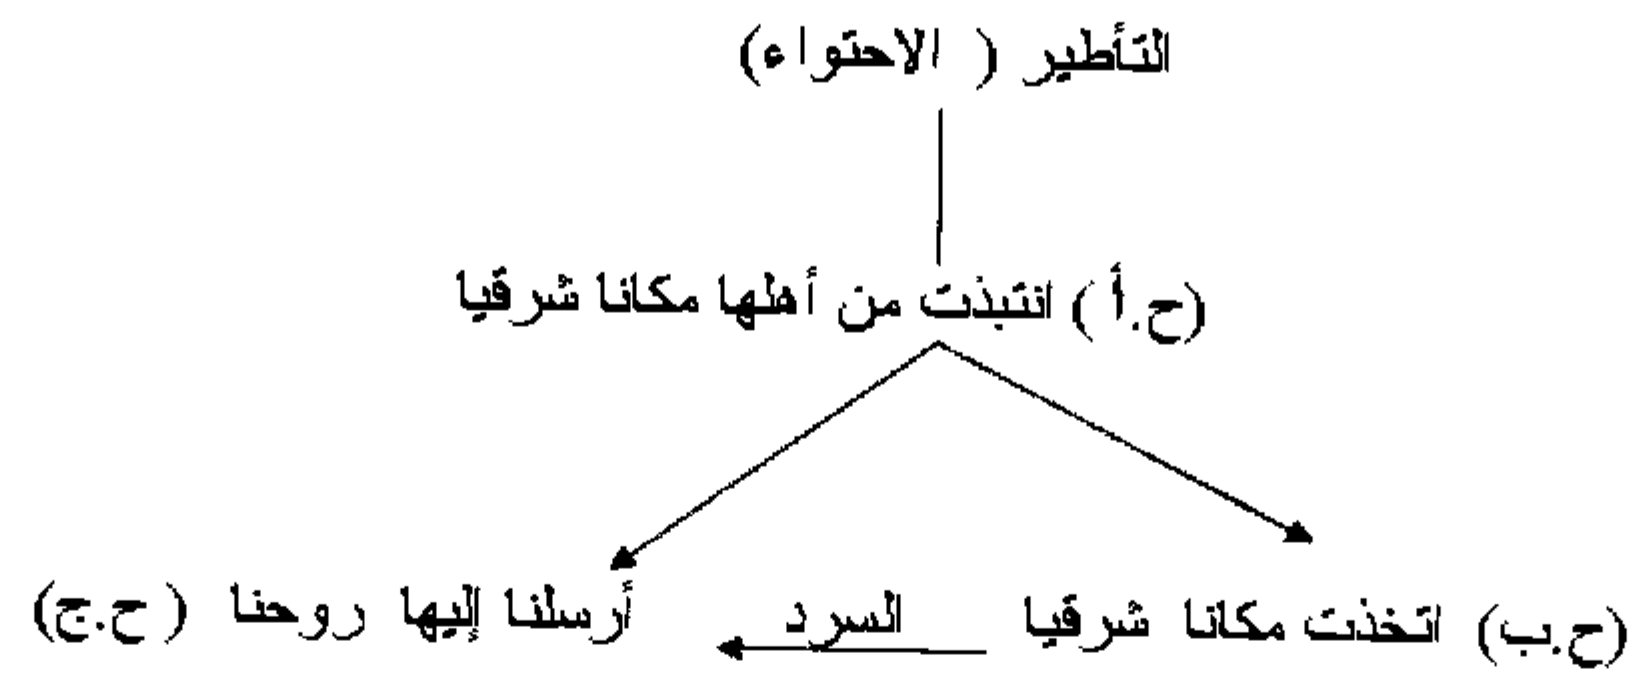 التأطير ( الاحتواء)
(ح.أ ) انتبذت من أهلها مكانا شرقيا
(ح.ب) اتخذت مكانا شرقيا
السرد
أرسلنا إليها روحنا ( ح.ج)